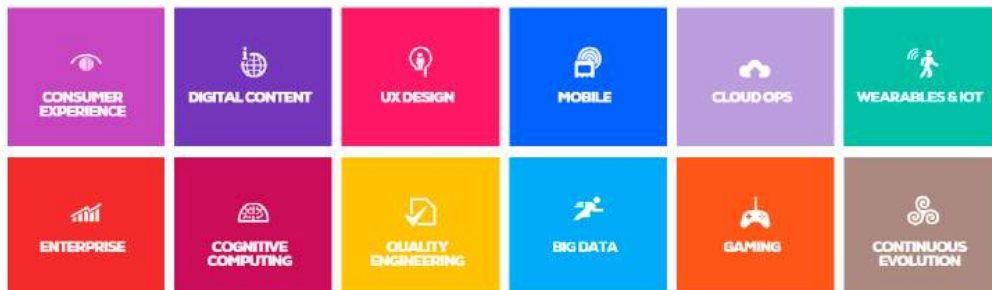 CONSUMER
EXPERIENCE
DIGITAL CONTENT
UX DESIGN
MOBILE
CLOUD OPS
WEARABLES & IOT
ENTERPRISE
COGNITIVE
COMPUTING
QUALITY
ENGINEERING
BIG DATA
GAMING
CONTINUOUS
EVOLUTION